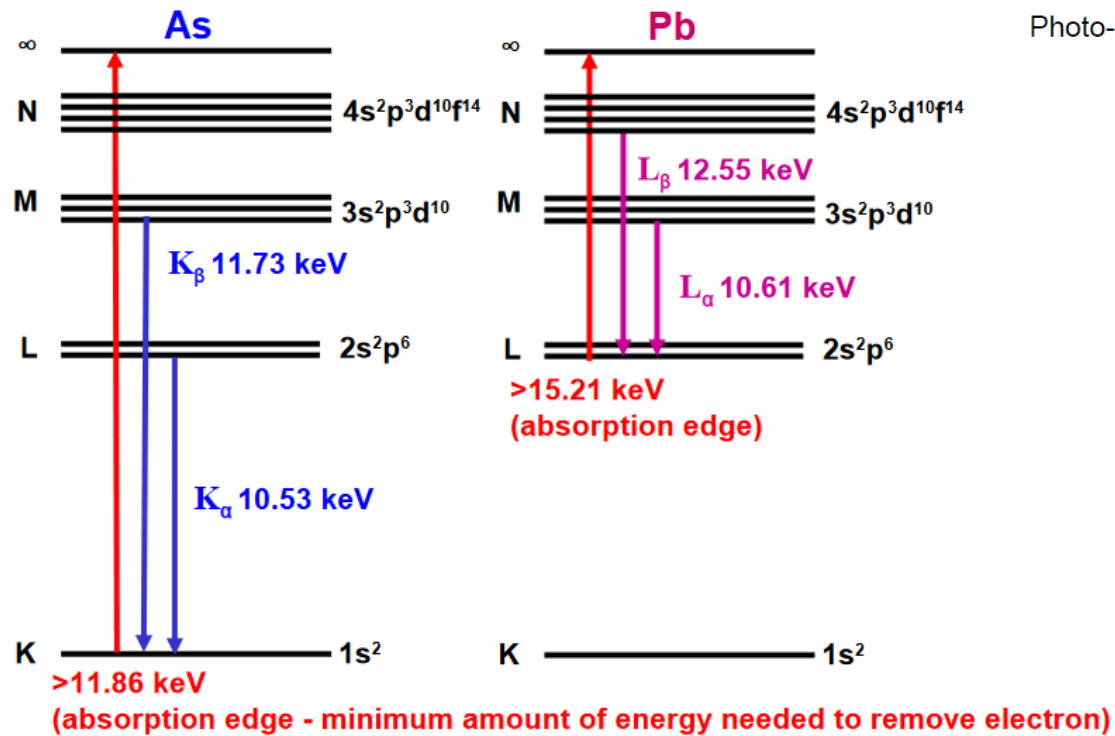 As
Pb
Photo-
∞
∞
N
4s²p³d¹⁰f¹⁴
N
4s²p³d¹⁰f¹⁴
Lᵦ 12.55 keV
M
3s²p³d¹⁰
M
3s²p³d¹⁰
Kᵦ 11.73 keV
Lα 10.61 keV
L
2s²p⁶
L
2s²p⁶
>15.21 keV
(absorption edge)
Kα 10.53 keV
K
1s²
K
1s²
>11.86 keV
(absorption edge - minimum amount of energy needed to remove electron)